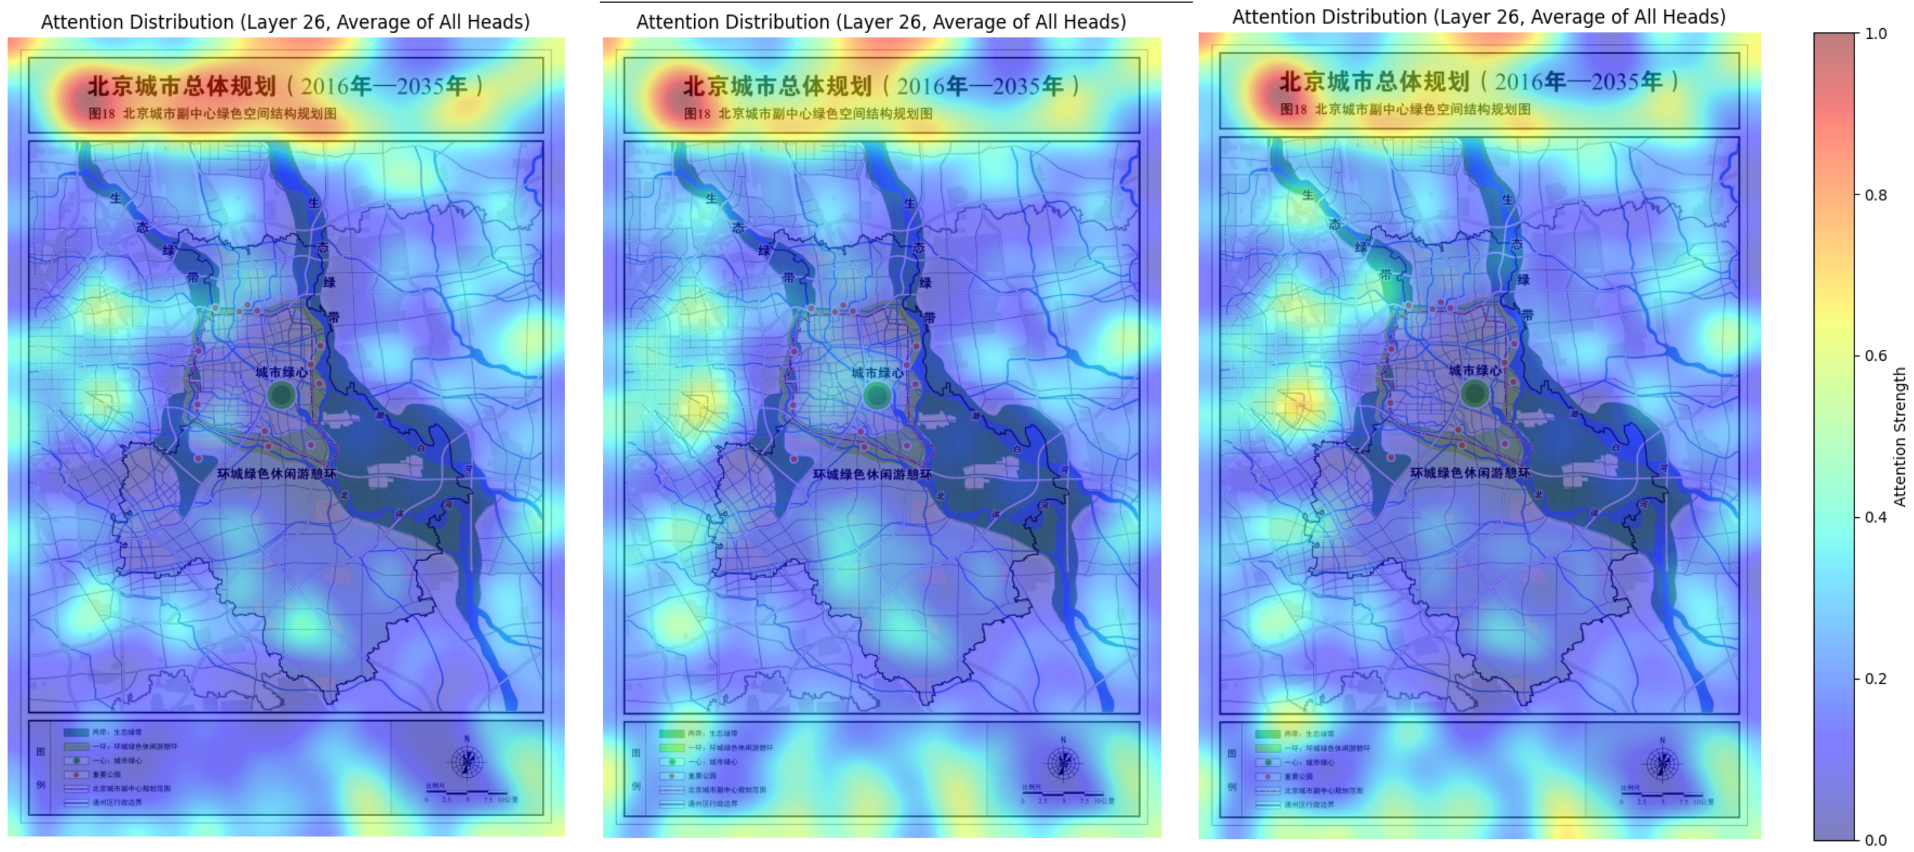 Attention Distribution (Layer 26, Average of All Heads)
北京城市总体规划（2016年—2035年）
图18 北京城市副中心绿色空间结构规划图
生态绿带
生态绿带
城市绿心
环城绿色休闲游憩环
潮白河
北运河
图例
两带：生态绿带
一环：环城绿色休闲游憩环
一心：城市绿心
重要公园
北京城市副中心规划范围
通州区行政边界
N
比例尺
0 2.5 5 7.5 10公里
Attention Distribution (Layer 26, Average of All Heads)
北京城市总体规划（2016年—2035年）
图18 北京城市副中心绿色空间结构规划图
生态绿带
生态绿带
城市绿心
环城绿色休闲游憩环
潮白河
北运河
图例
两带：生态绿带
一环：环城绿色休闲游憩环
一心：城市绿心
重要公园
北京城市副中心规划范围
通州区行政边界
N
比例尺
0 2.5 5 7.5 10公里
Attention Distribution (Layer 26, Average of All Heads)
北京城市总体规划（2016年—2035年）
图18 北京城市副中心绿色空间结构规划图
生态绿带
生态绿带
城市绿心
环城绿色休闲游憩环
潮白河
北运河
图例
两带：生态绿带
一环：环城绿色休闲游憩环
一心：城市绿心
重要公园
北京城市副中心规划范围
通州区行政边界
N
比例尺
0 2.5 5 7.5 10公里
1.0
0.8
0.6
0.4
0.2
0.0
Attention Strength